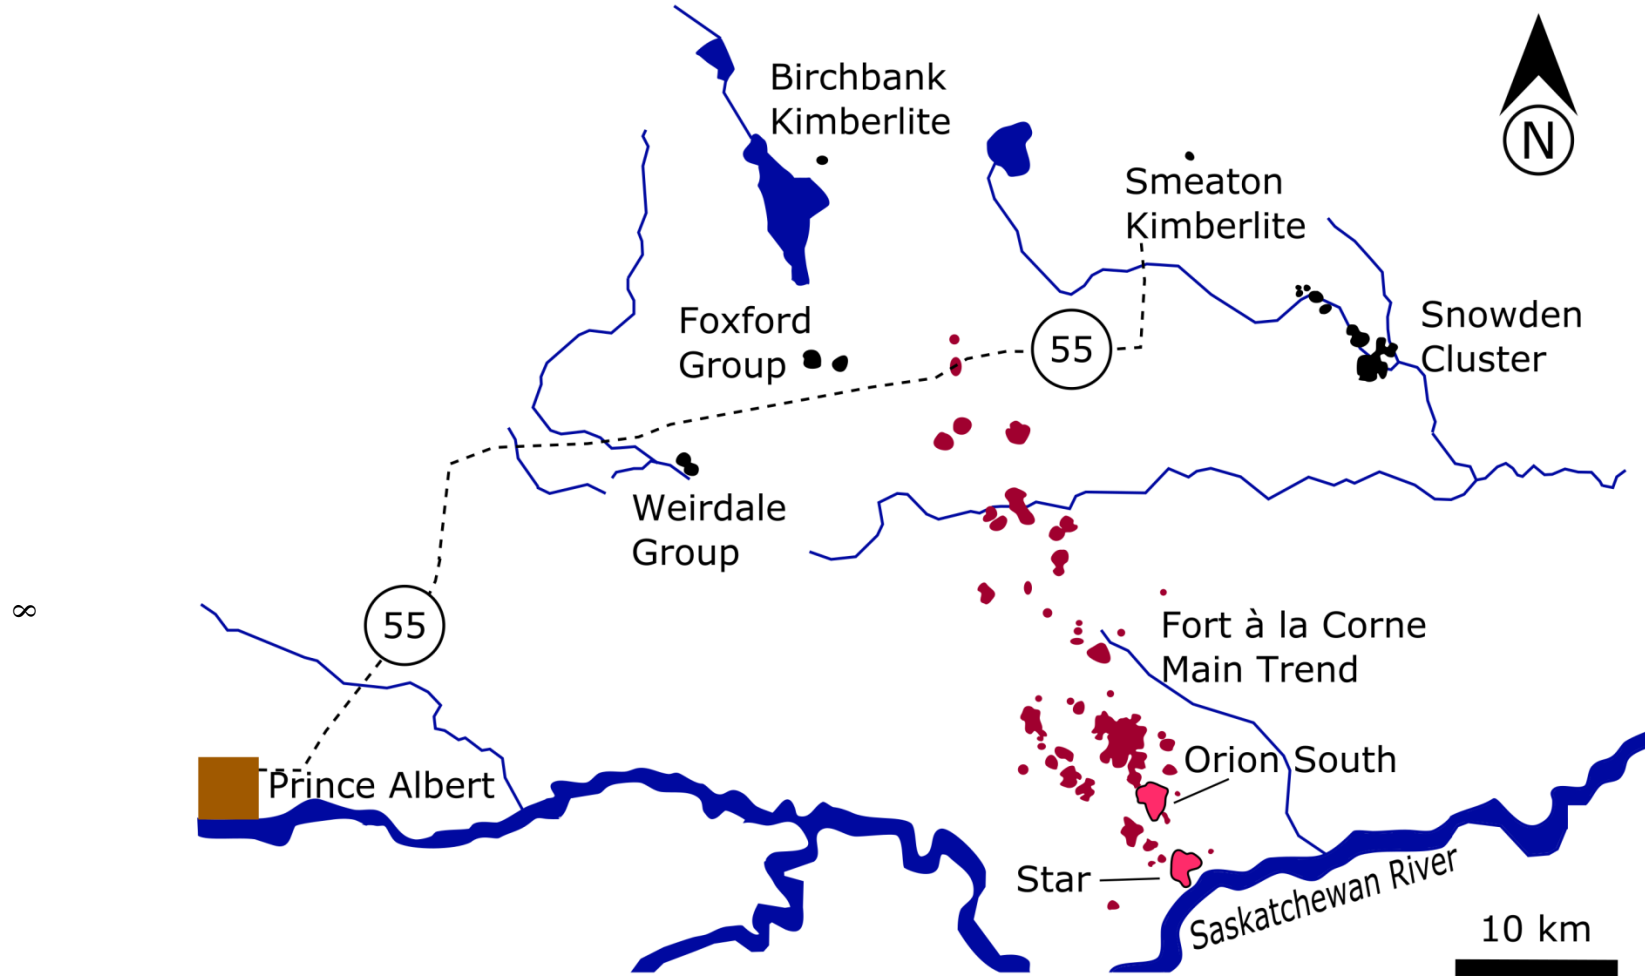 Birchbank
Kimberlite
N
Smeaton
Kimberlite
Foxford
Group
55
Snowden
Cluster
Weirdale
Group
8
55
Fort à la Corne
Main Trend
Orion South
Prince Albert
Star
Saskatchewan River
10 km